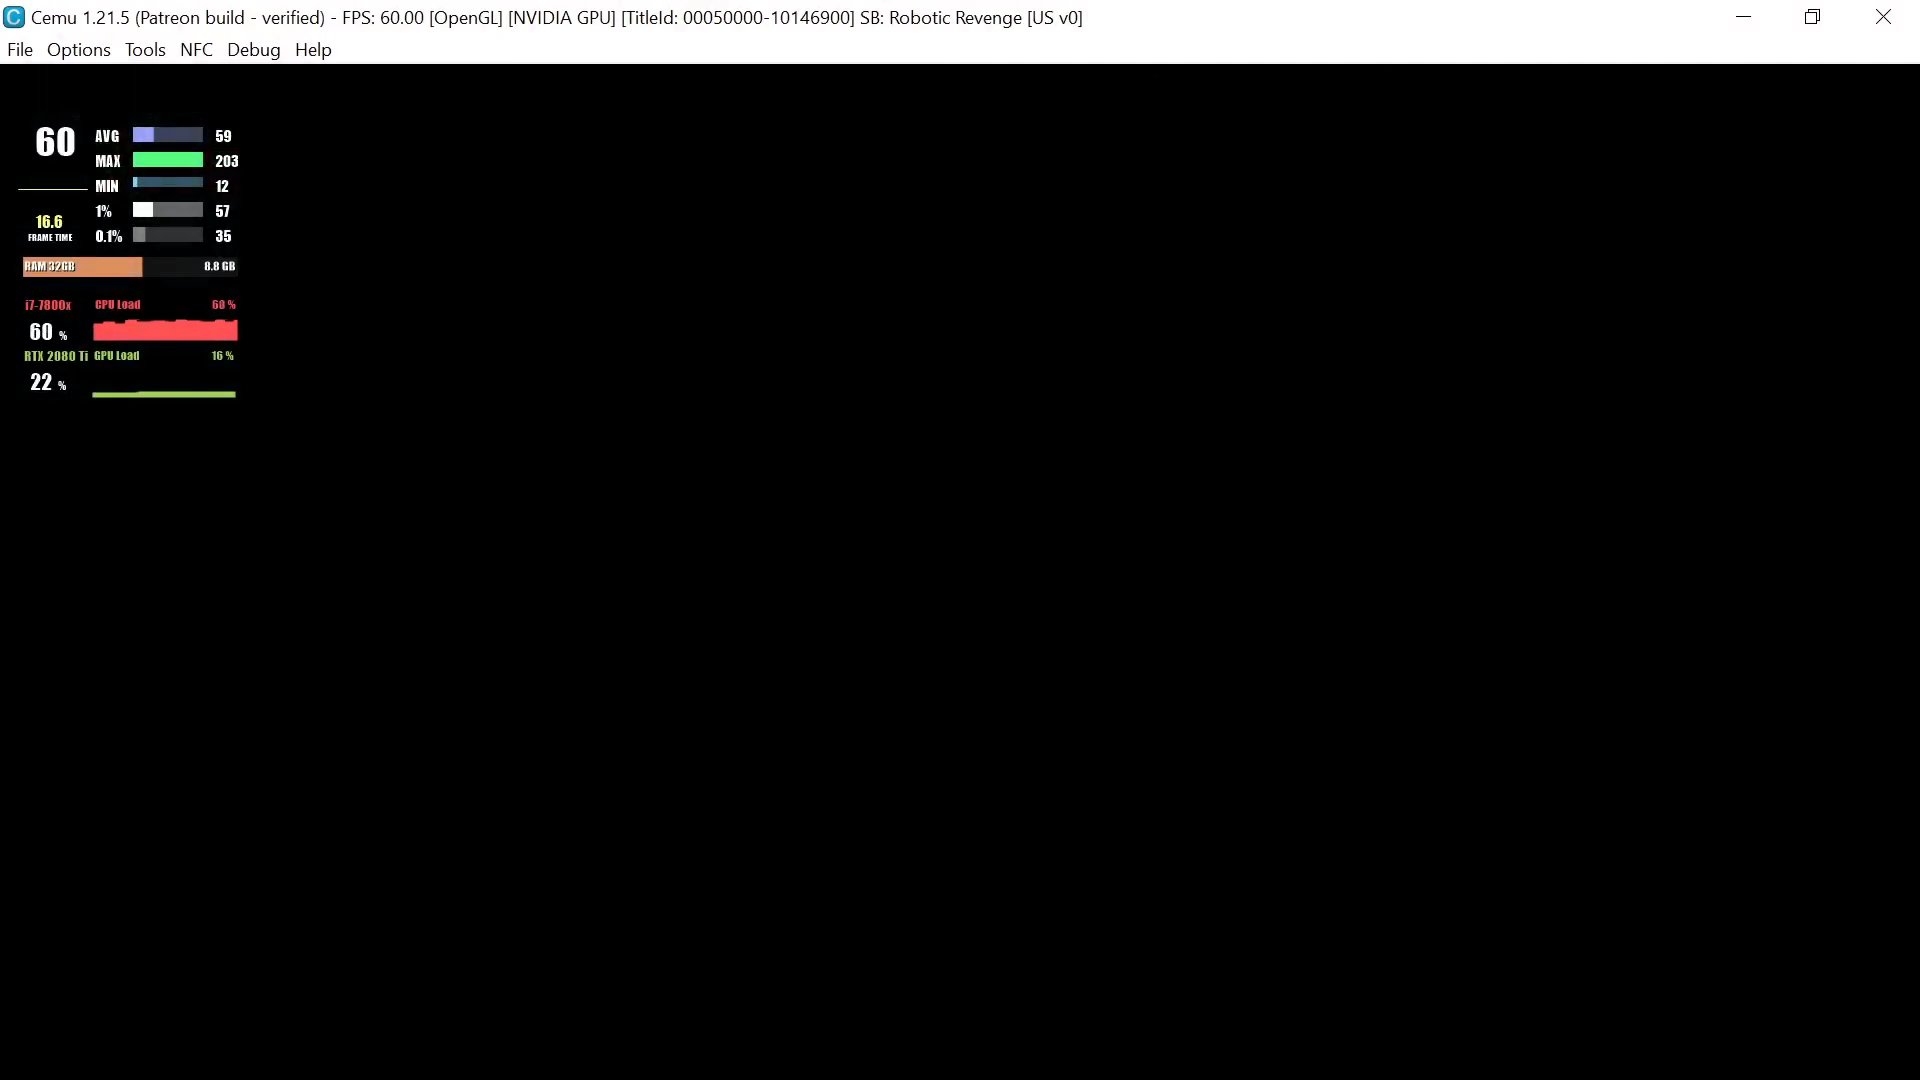 Cemu 1.21.5 (Patreon build - verified) - FPS: 60.00 [OpenGL] [NVIDIA GPU] [TitleId: 00050000-10146900] SB: Robotic Revenge [US v0]
File Options Tools NFC Debug Help
60
AVG 59
MAX 203
MIN 12
16.6
FRAME TIME
1% 57
0.1% 35
RAM 32GB 8.8 GB
i7-7800x CPU Load 60 %
60 %
RTX 2080 Ti GPU Load 16 %
22 %